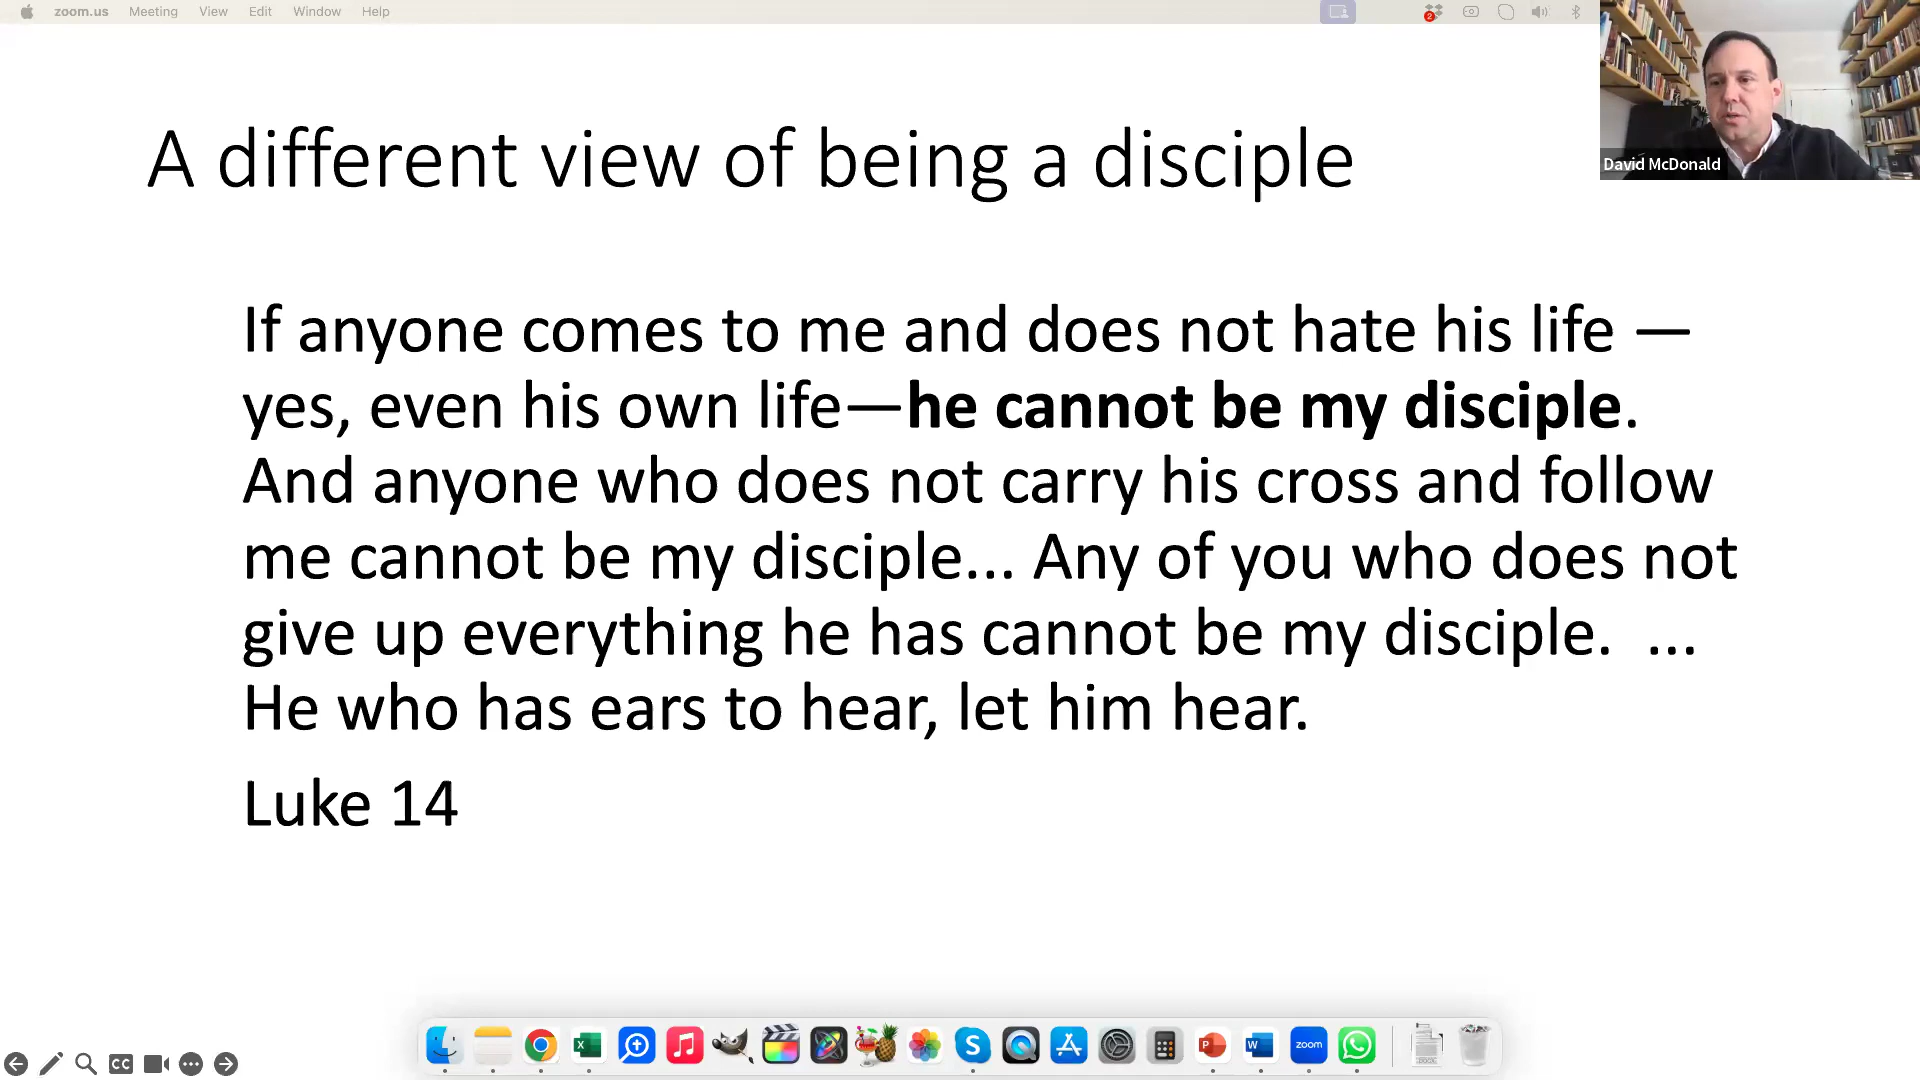 zoom.us Meeting View Edit Window Help
2
David McDonald
A different view of being a disciple
If anyone comes to me and does not hate his life —
yes, even his own life—he cannot be my disciple.
And anyone who does not carry his cross and follow
me cannot be my disciple... Any of you who does not
give up everything he has cannot be my disciple.  ...
He who has ears to hear, let him hear.
Luke 14
X S P W zoom
CC